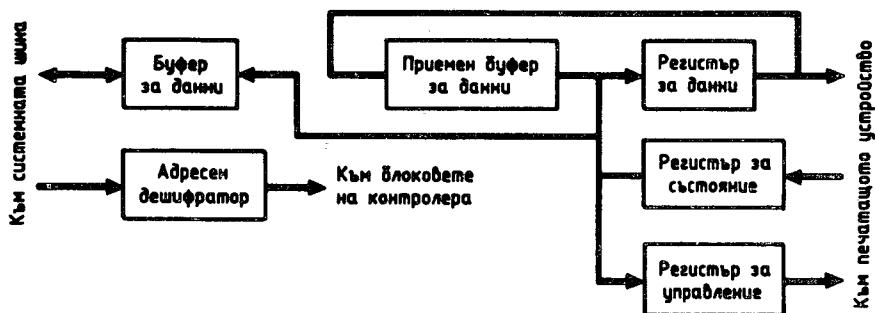 Към системната шина
Буфер
за данни
Приемен буфер
за данни
Регистър
за данни
Адресен
дешифратор
Към блоковете
на контролера
Регистър за
състояние
Регистър за
управление
Към печатащото устройство